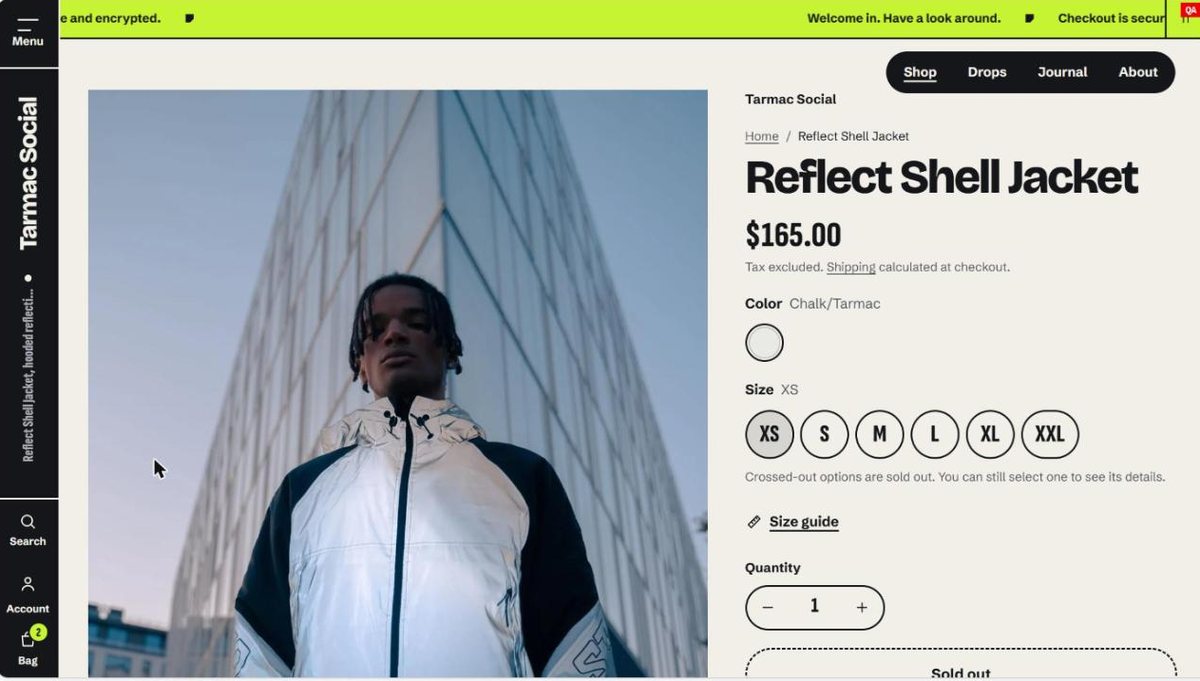 Menu
Tarmac Social
Reflect Shell Jacket, hooded reflecti...
Search
Account
2
Bag
e and encrypted.
Welcome in. Have a look around.
Checkout is secur
QA
Shop
Drops
Journal
About
Tarmac Social
Home / Reflect Shell Jacket
Reflect Shell Jacket
$165.00
Tax excluded. Shipping calculated at checkout.
Color Chalk/Tarmac
Size XS
XS S M L XL XXL
Crossed-out options are sold out. You can still select one to see its details.
Size guide
Quantity
− 1 +
Sold out